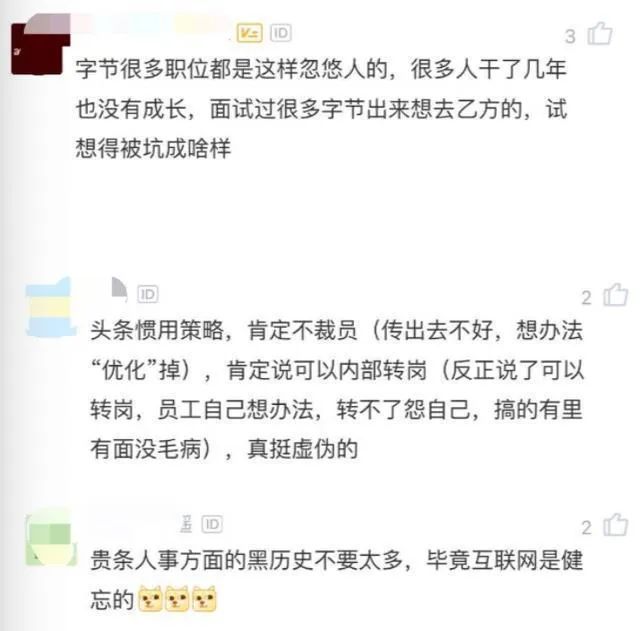 ID
3
字节很多职位都是这样忽悠人的，很多人干了几年
也没有成长，面试过很多字节出来想去乙方的，试
想得被坑成啥样
ID
2
头条惯用策略，肯定不裁员（传出去不好，想办法
“优化”掉），肯定说可以内部转岗（反正说了可以
转岗，员工自己想办法，转不了怨自己，搞的有里
有面没毛病），真挺虚伪的
ID
2
贵条人事方面的黑历史不要太多，毕竟互联网是健
忘的